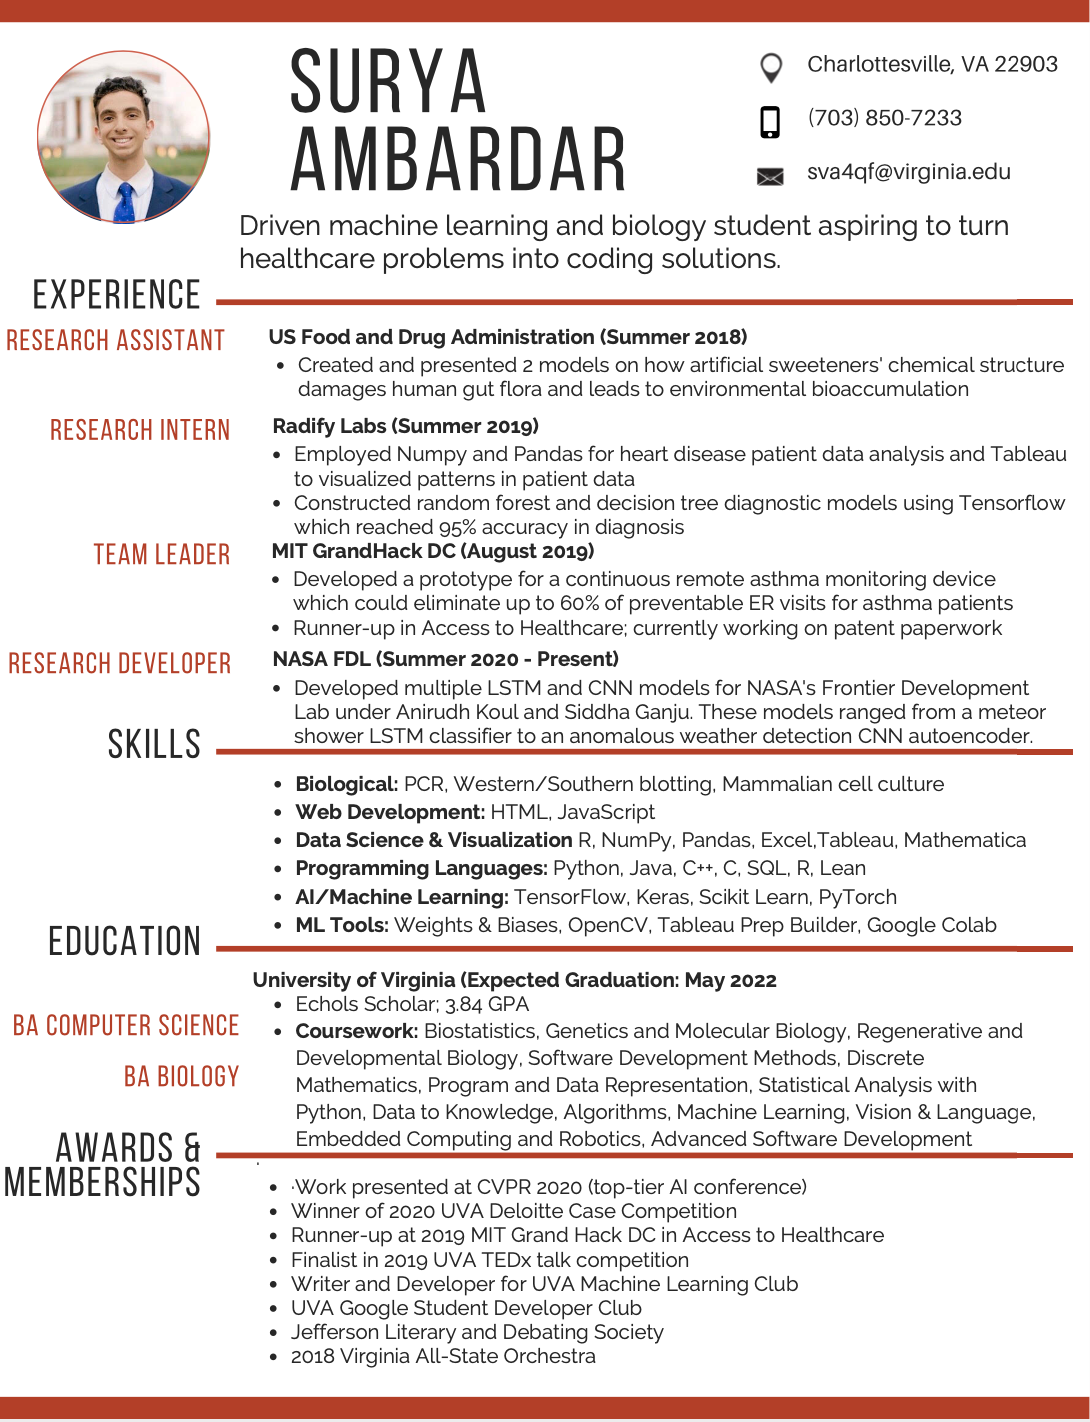 SURYA
AMBARDAR
Charlottesville, VA 22903
(703) 850-7233
sva4qf@virginia.edu
Driven machine learning and biology student aspiring to turn
healthcare problems into coding solutions.
EXPERIENCE
RESEARCH ASSISTANT
US Food and Drug Administration (Summer 2018)
• Created and presented 2 models on how artificial sweeteners' chemical structure
damages human gut flora and leads to environmental bioaccumulation
RESEARCH INTERN
Radify Labs (Summer 2019)
• Employed Numpy and Pandas for heart disease patient data analysis and Tableau
to visualized patterns in patient data
• Constructed random forest and decision tree diagnostic models using Tensorflow
which reached 95% accuracy in diagnosis
TEAM LEADER
MIT GrandHack DC (August 2019)
• Developed a prototype for a continuous remote asthma monitoring device
which could eliminate up to 60% of preventable ER visits for asthma patients
• Runner-up in Access to Healthcare; currently working on patent paperwork
RESEARCH DEVELOPER
NASA FDL (Summer 2020 - Present)
• Developed multiple LSTM and CNN models for NASA's Frontier Development
Lab under Anirudh Koul and Siddha Ganju. These models ranged from a meteor
shower LSTM classifier to an anomalous weather detection CNN autoencoder.
SKILLS
• Biological: PCR, Western/Southern blotting, Mammalian cell culture
• Web Development: HTML, JavaScript
• Data Science & Visualization R, NumPy, Pandas, Excel,Tableau, Mathematica
• Programming Languages: Python, Java, C++, C, SQL, R, Lean
• AI/Machine Learning: TensorFlow, Keras, Scikit Learn, PyTorch
• ML Tools: Weights & Biases, OpenCV, Tableau Prep Builder, Google Colab
EDUCATION
University of Virginia (Expected Graduation: May 2022
BA COMPUTER SCIENCE
BA BIOLOGY
• Echols Scholar; 3.84 GPA
• Coursework: Biostatistics, Genetics and Molecular Biology, Regenerative and
Developmental Biology, Software Development Methods, Discrete
Mathematics, Program and Data Representation, Statistical Analysis with
Python, Data to Knowledge, Algorithms, Machine Learning, Vision & Language,
Embedded Computing and Robotics, Advanced Software Development
AWARDS &
MEMBERSHIPS
• ·Work presented at CVPR 2020 (top-tier AI conference)
• Winner of 2020 UVA Deloitte Case Competition
• Runner-up at 2019 MIT Grand Hack DC in Access to Healthcare
• Finalist in 2019 UVA TEDx talk competition
• Writer and Developer for UVA Machine Learning Club
• UVA Google Student Developer Club
• Jefferson Literary and Debating Society
• 2018 Virginia All-State Orchestra